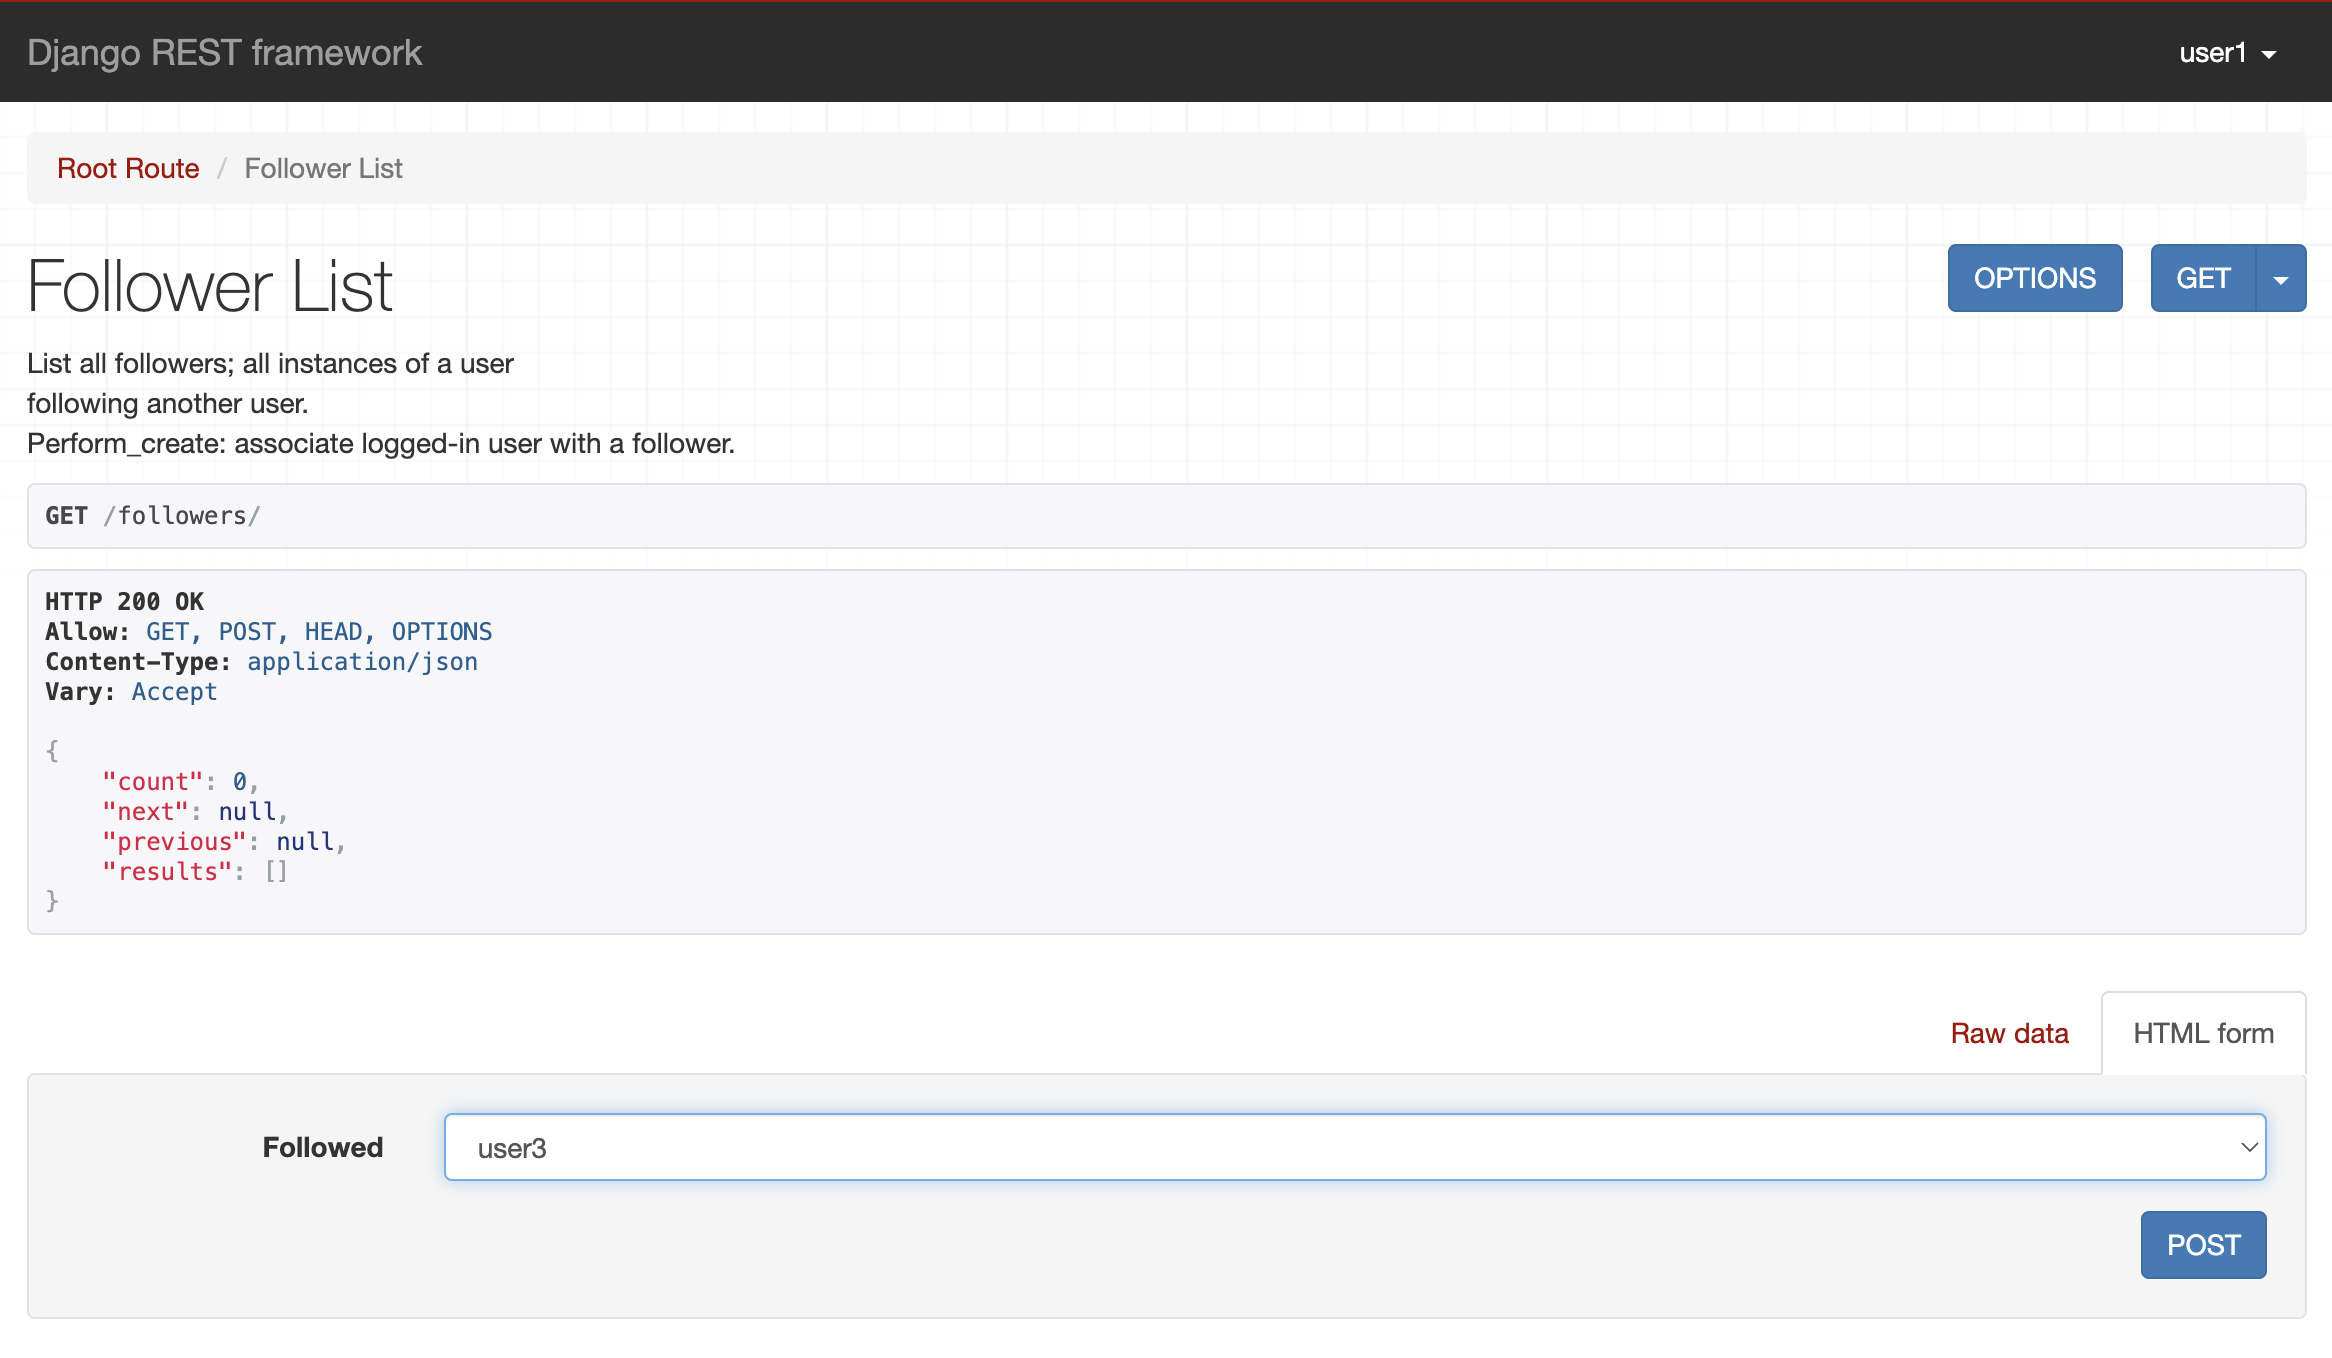 Django REST framework
user1
Root Route / Follower List
Follower List
OPTIONS
GET
List all followers; all instances of a user
following another user.
Perform_create: associate logged-in user with a follower.
GET /followers/
HTTP 200 OK
Allow: GET, POST, HEAD, OPTIONS
Content-Type: application/json
Vary: Accept
{
    "count": 0,
    "next": null,
    "previous": null,
    "results": []
}
Raw data
HTML form
Followed
user3
POST